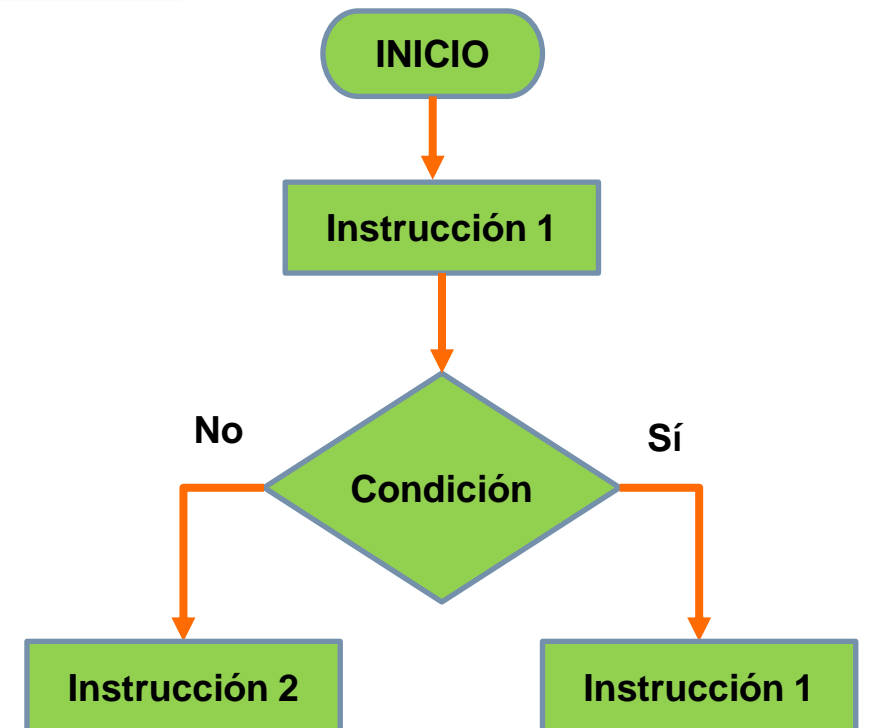 INICIO
Instrucción 1
No
Sí
Condición
Instrucción 2
Instrucción 1